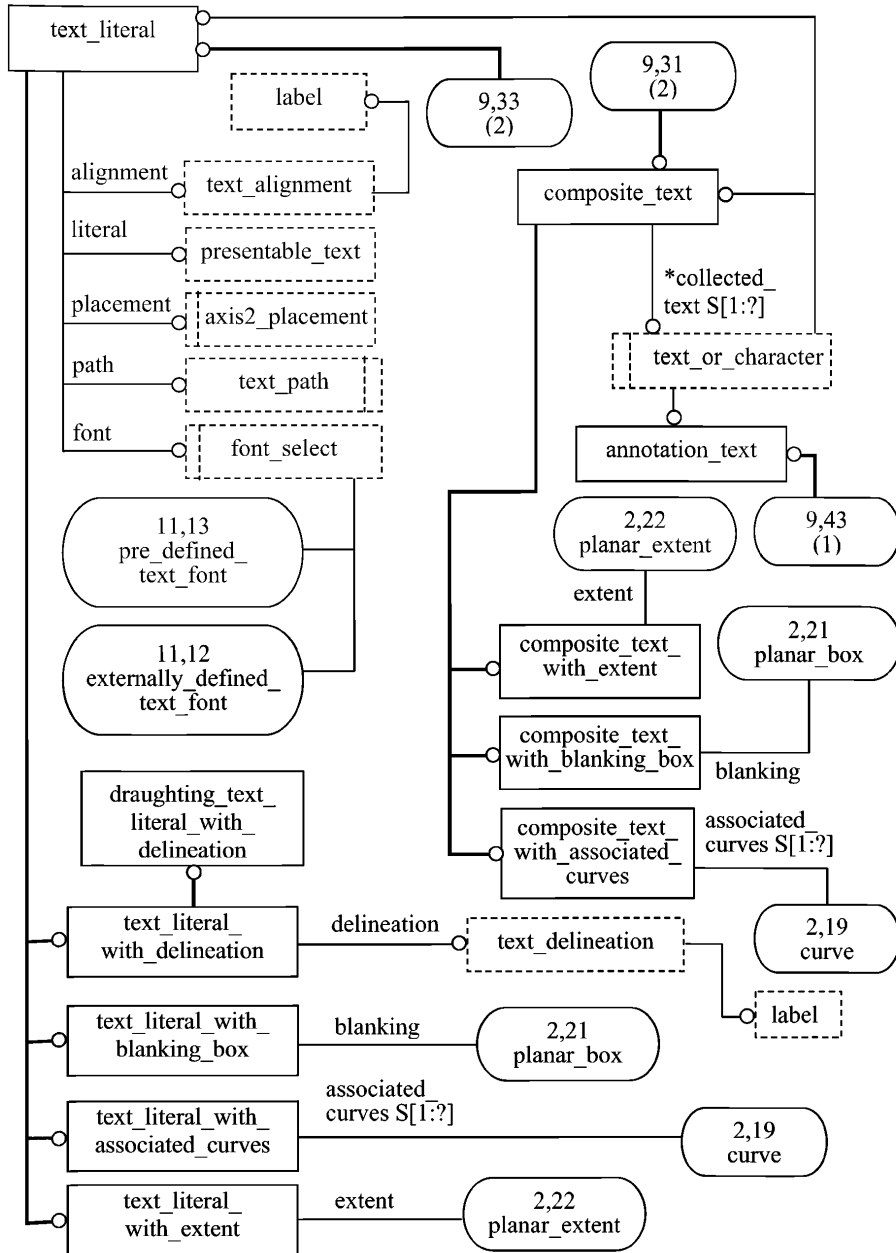 text_literal
label
9,33
(2)
9,31
(2)
alignment
text_alignment
composite_text
literal
presentable_text
*collected_
text S[1:?]
placement
axis2_placement
text_or_character
path
text_path
font
font_select
annotation_text
11,13
pre_defined_
text_font
2,22
planar_extent
9,43
(1)
extent
11,12
externally_defined_
text_font
composite_text_
with_extent
2,21
planar_box
composite_text_
with_blanking_box
blanking
draughting_text_
literal_with_
delineation
composite_text_
with_associated_
curves
associated_
curves S[1:?]
text_literal_
with_delineation
delineation
text_delineation
2,19
curve
label
text_literal_with_
blanking_box
blanking
2,21
planar_box
text_literal_with_
associated_curves
associated_
curves S[1:?]
2,19
curve
text_literal_
with_extent
extent
2,22
planar_extent